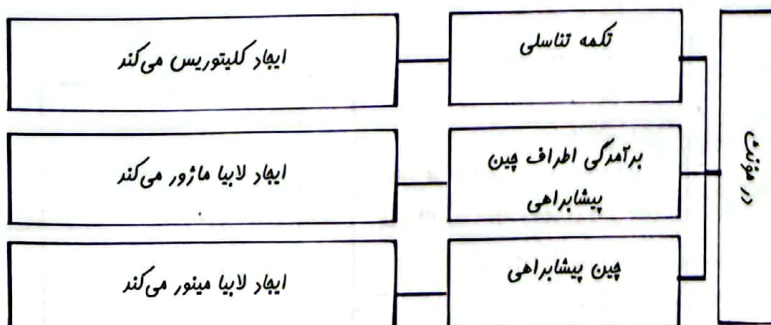 در مؤنث
تکمه تناسلی
ایجاد کلیتوریس می‌کند
برآمدگی اطراف چین
پیشابراهی
ایجاد لابیا ماژور می‌کند
چین پیشابراهی
ایجاد لابیا مینور می‌کند